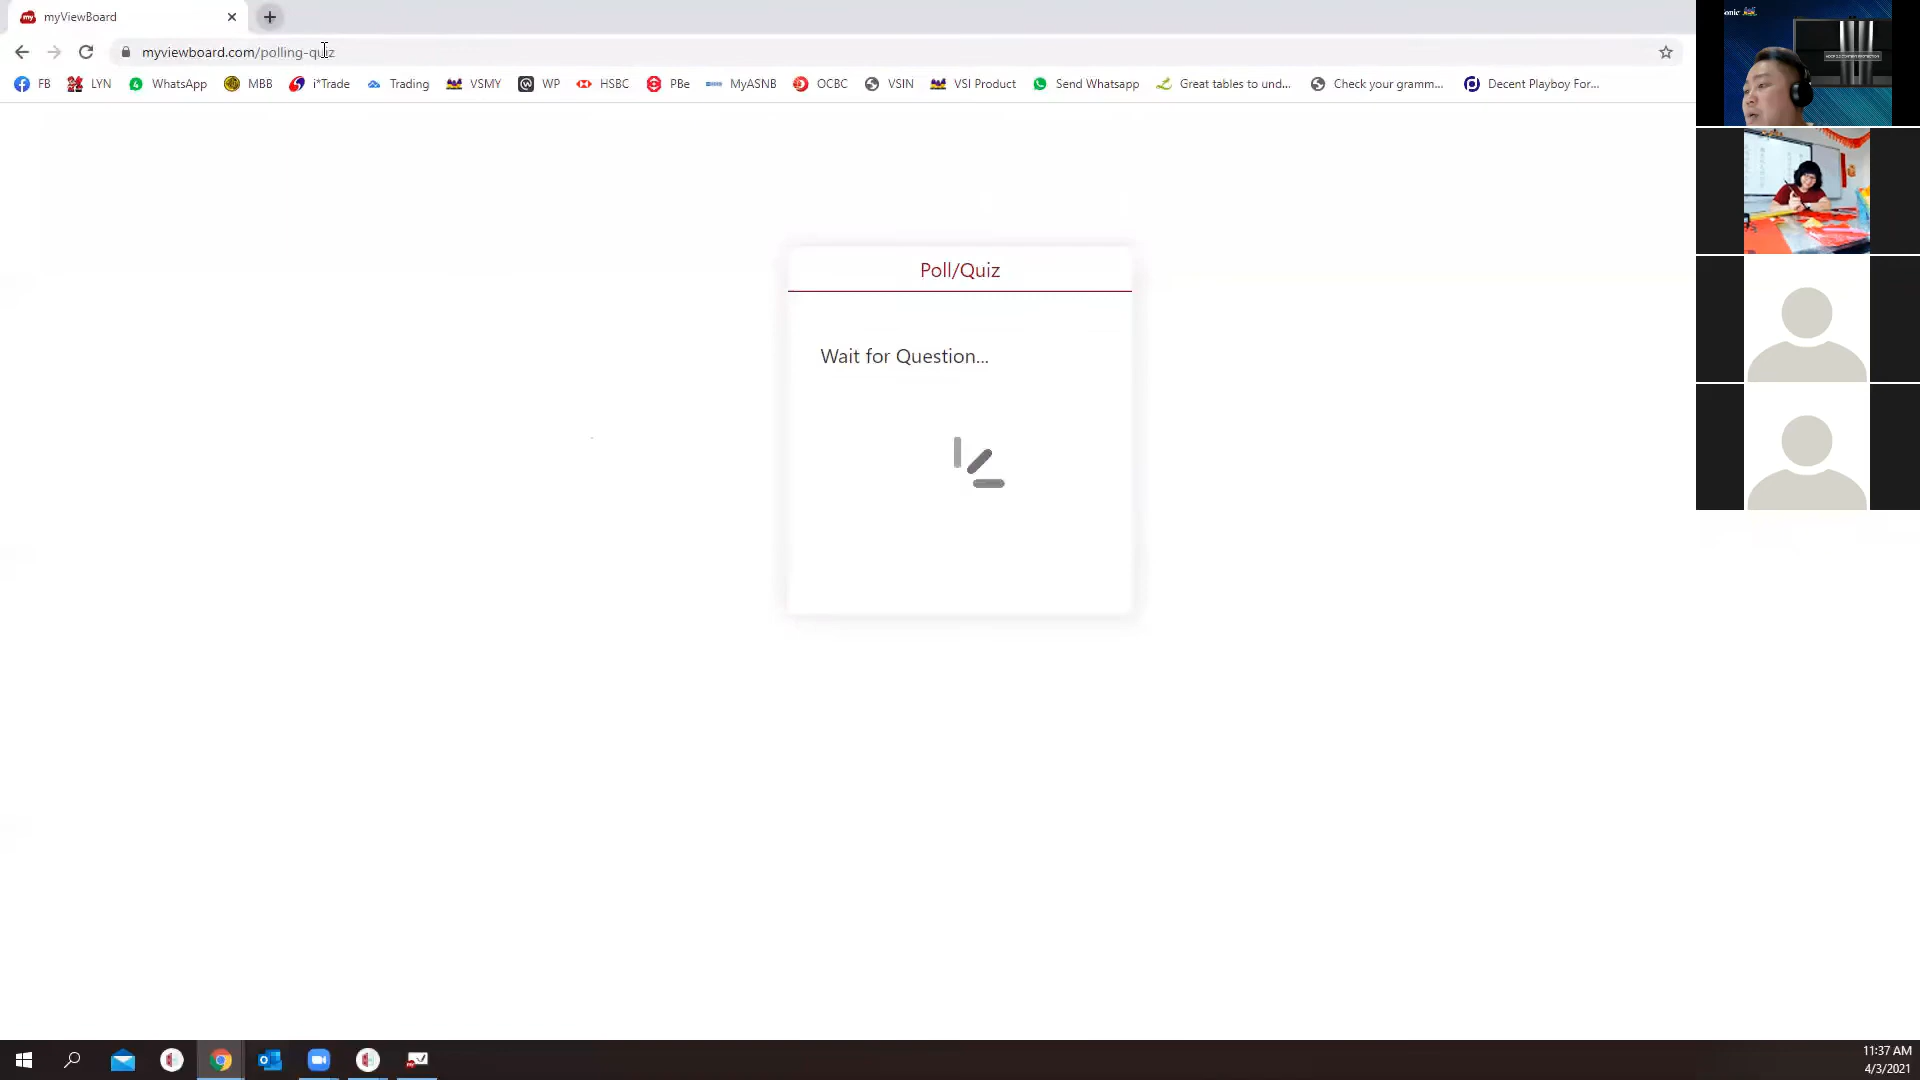 myViewBoard
myviewboard.com/polling-quiz
FB LYN WhatsApp MBB i*Trade Trading VSMY WP HSBC PBe MyASNB OCBC VSIN VSI Product Send Whatsapp Great tables to und... Check your gramm... Decent Playboy For...
Poll/Quiz
Wait for Question...
11:37 AM
4/3/2021